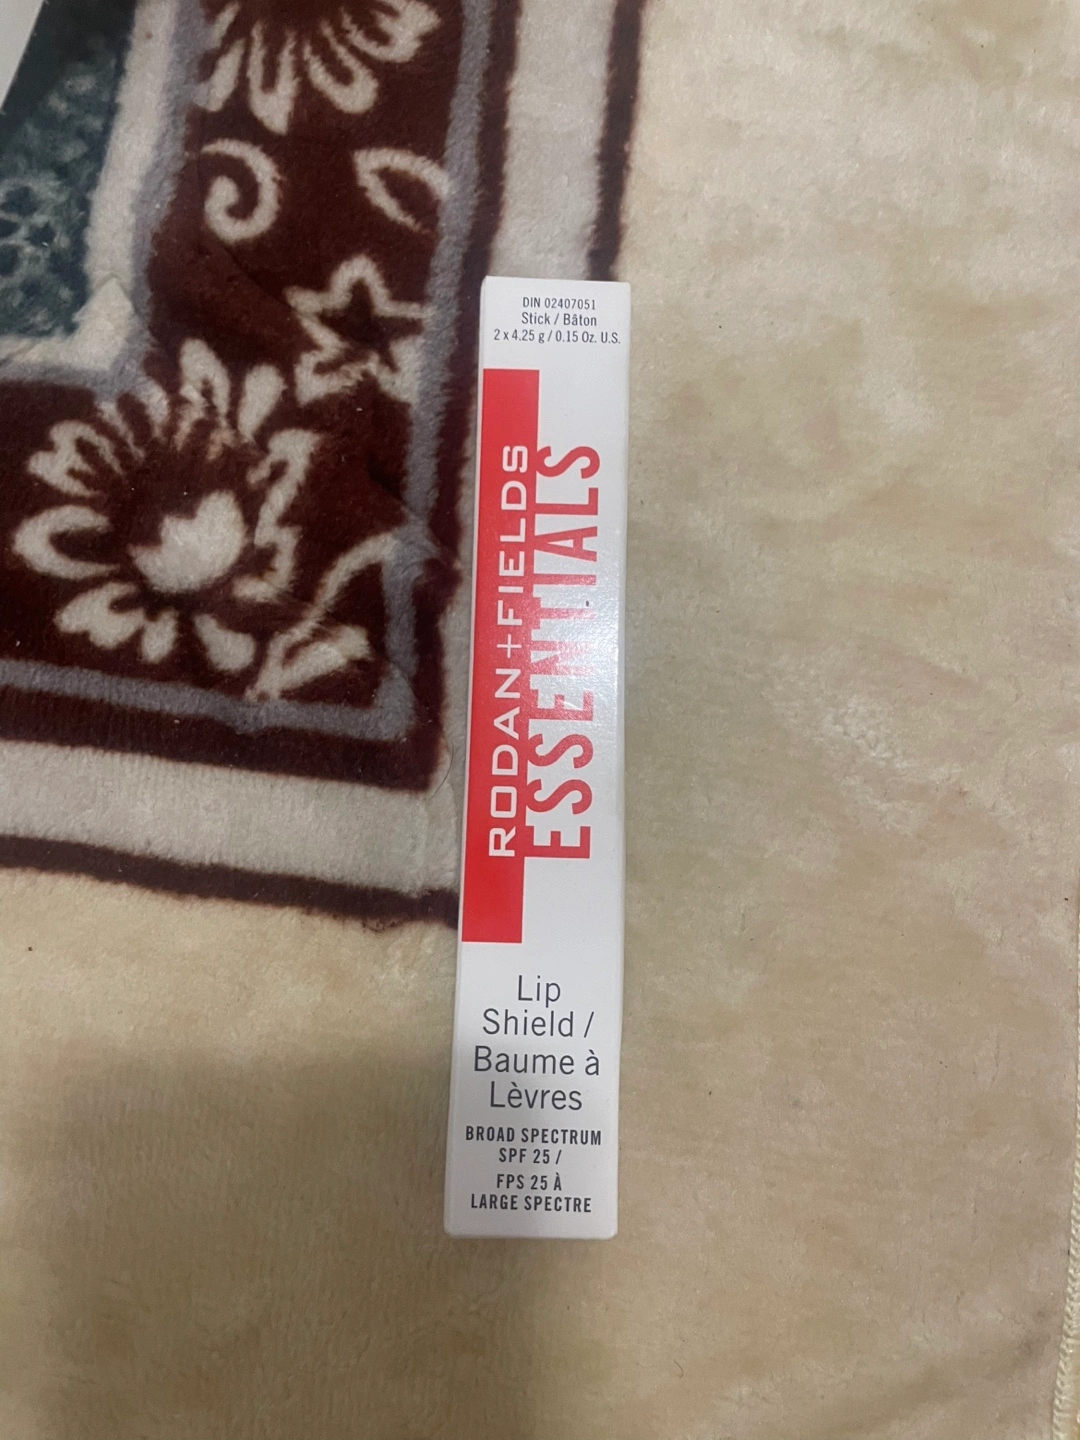 DIN 02407051
Stick / Bâton
2 x 4.25 g / 0.15 Oz. U.S.
RODAN+FIELDS
ESSENTIALS
Lip
Shield /
Baume à
Lèvres
BROAD SPECTRUM
SPF 25 /
FPS 25 À
LARGE SPECTRE